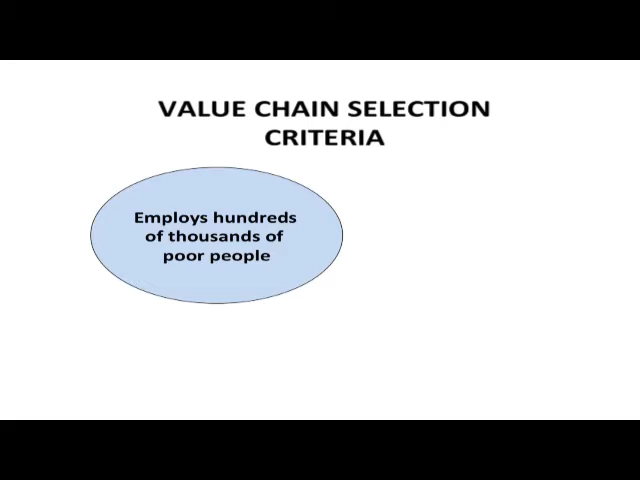 VALUE CHAIN SELECTION
CRITERIA
Employs hundreds
of thousands of
poor people